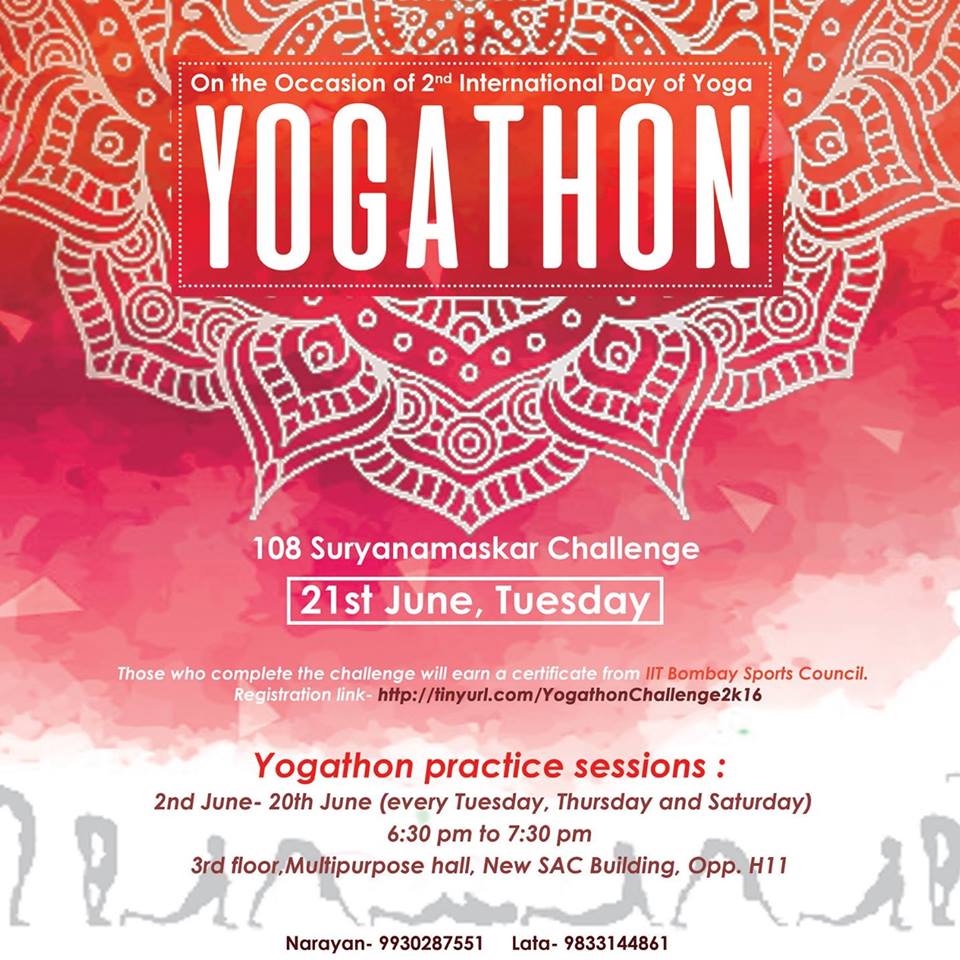 On the Occasion of 2nd International Day of Yoga
YOGATHON
108 Suryanamaskar Challenge
21st June, Tuesday
Those who complete the challenge will earn a certificate from IIT Bombay Sports Council.
Registration link- http://tinyurl.com/YogathonChallenge2k16
Yogathon practice sessions :
2nd June- 20th June (every Tuesday, Thursday and Saturday)
6:30 pm to 7:30 pm
3rd floor,Multipurpose hall, New SAC Building, Opp. H11
Narayan- 9930287551 Lata- 9833144861